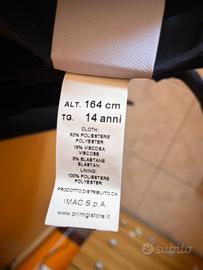 ALT. 164 cm
TG. 14 anni
CLOTH:
82% POLIESTERE
POLYESTER
15% VISCOSA
VISCOSE
3% ELASTANE
ELASTAN
LINING:
100% POLIESTERE
POLYESTER
PRODOTTO DISTRIBUITO DA
IMAC S.p.A.
www.primigistore.it
subito